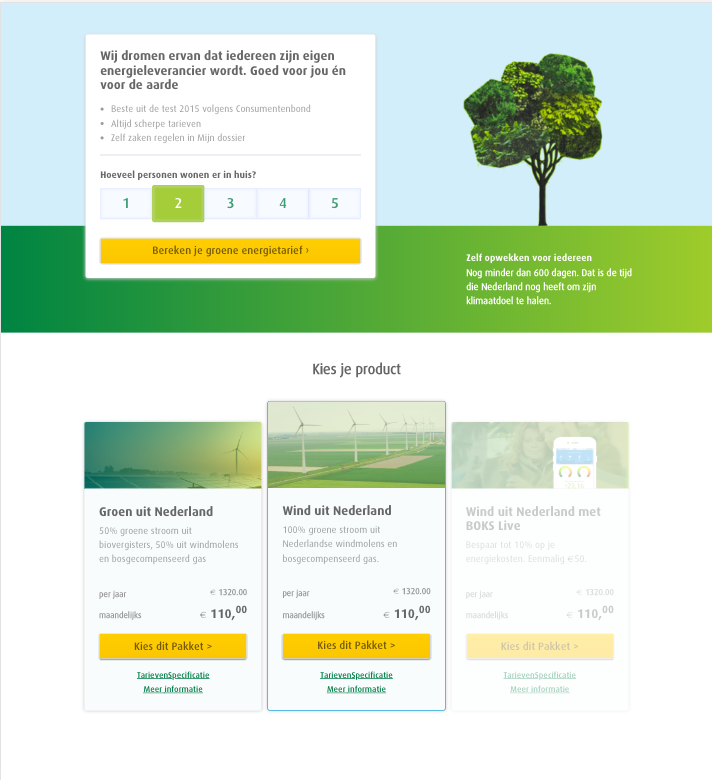 Wij dromen ervan dat iedereen zijn eigen
energieleverancier wordt. Goed voor jou én
voor de aarde
• Beste uit de test 2015 volgens Consumentenbond
• Altijd scherpe tarieven
• Zelf zaken regelen in Mijn dossier
Hoeveel personen wonen er in huis?
1 2 3 4 5
Bereken je groene energietarief ›
Zelf opwekken voor iedereen
Nog minder dan 600 dagen. Dat is de tijd
die Nederland nog heeft om zijn
klimaatdoel te halen.
Kies je product
Groen uit Nederland
50% groene stroom uit
biovergisters, 50% uit windmolens
en bosgecompenseerd gas
per jaar € 1320.00
maandelijks € 110,00
Kies dit Pakket >
TarievenSpecificatie
Meer informatie
Wind uit Nederland
100% groene stroom uit
Nederlandse windmolens en
bosgecompenseerd gas.
per jaar € 1320.00
maandelijks € 110,00
Kies dit Pakket >
TarievenSpecificatie
Meer informatie
Wind uit Nederland met
BOKS Live
Bespaar tot 10% op je
energiekosten. Eenmalig €50.
per jaar € 1320.00
maandelijks € 110,00
Kies dit Pakket >
TarievenSpecificatie
Meer informatie